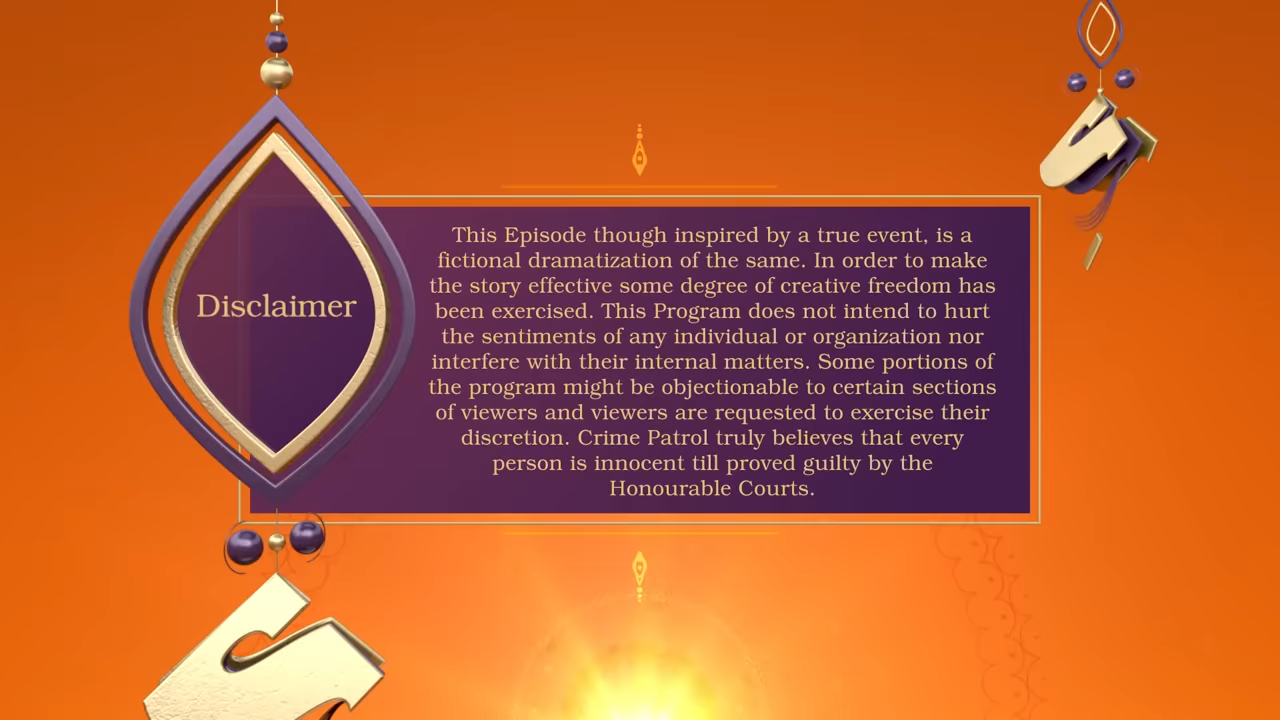 Disclaimer
This Episode though inspired by a true event, is a
fictional dramatization of the same. In order to make
the story effective some degree of creative freedom has
been exercised. This Program does not intend to hurt
the sentiments of any individual or organization nor
interfere with their internal matters. Some portions of
the program might be objectionable to certain sections
of viewers and viewers are requested to exercise their
discretion. Crime Patrol truly believes that every
person is innocent till proved guilty by the
Honourable Courts.